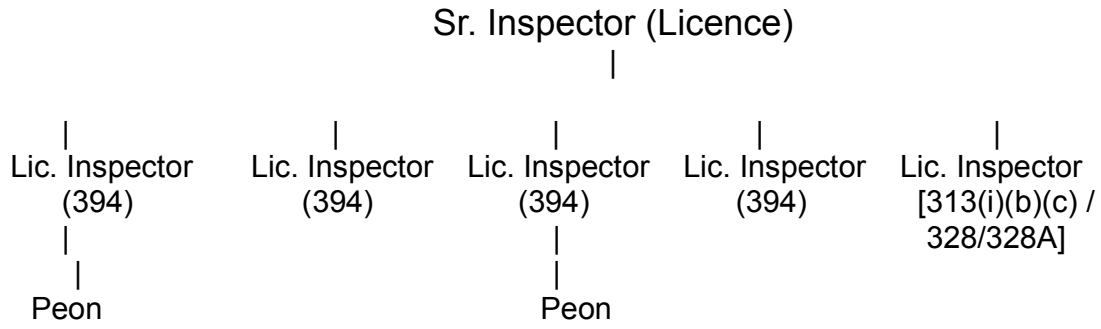 Sr. Inspector (Licence)
Lic. Inspector Lic. Inspector Lic. Inspector Lic. Inspector Lic. Inspector
(394) (394) (394) (394) [313(i)(b)(c) /
328/328A]
Peon Peon